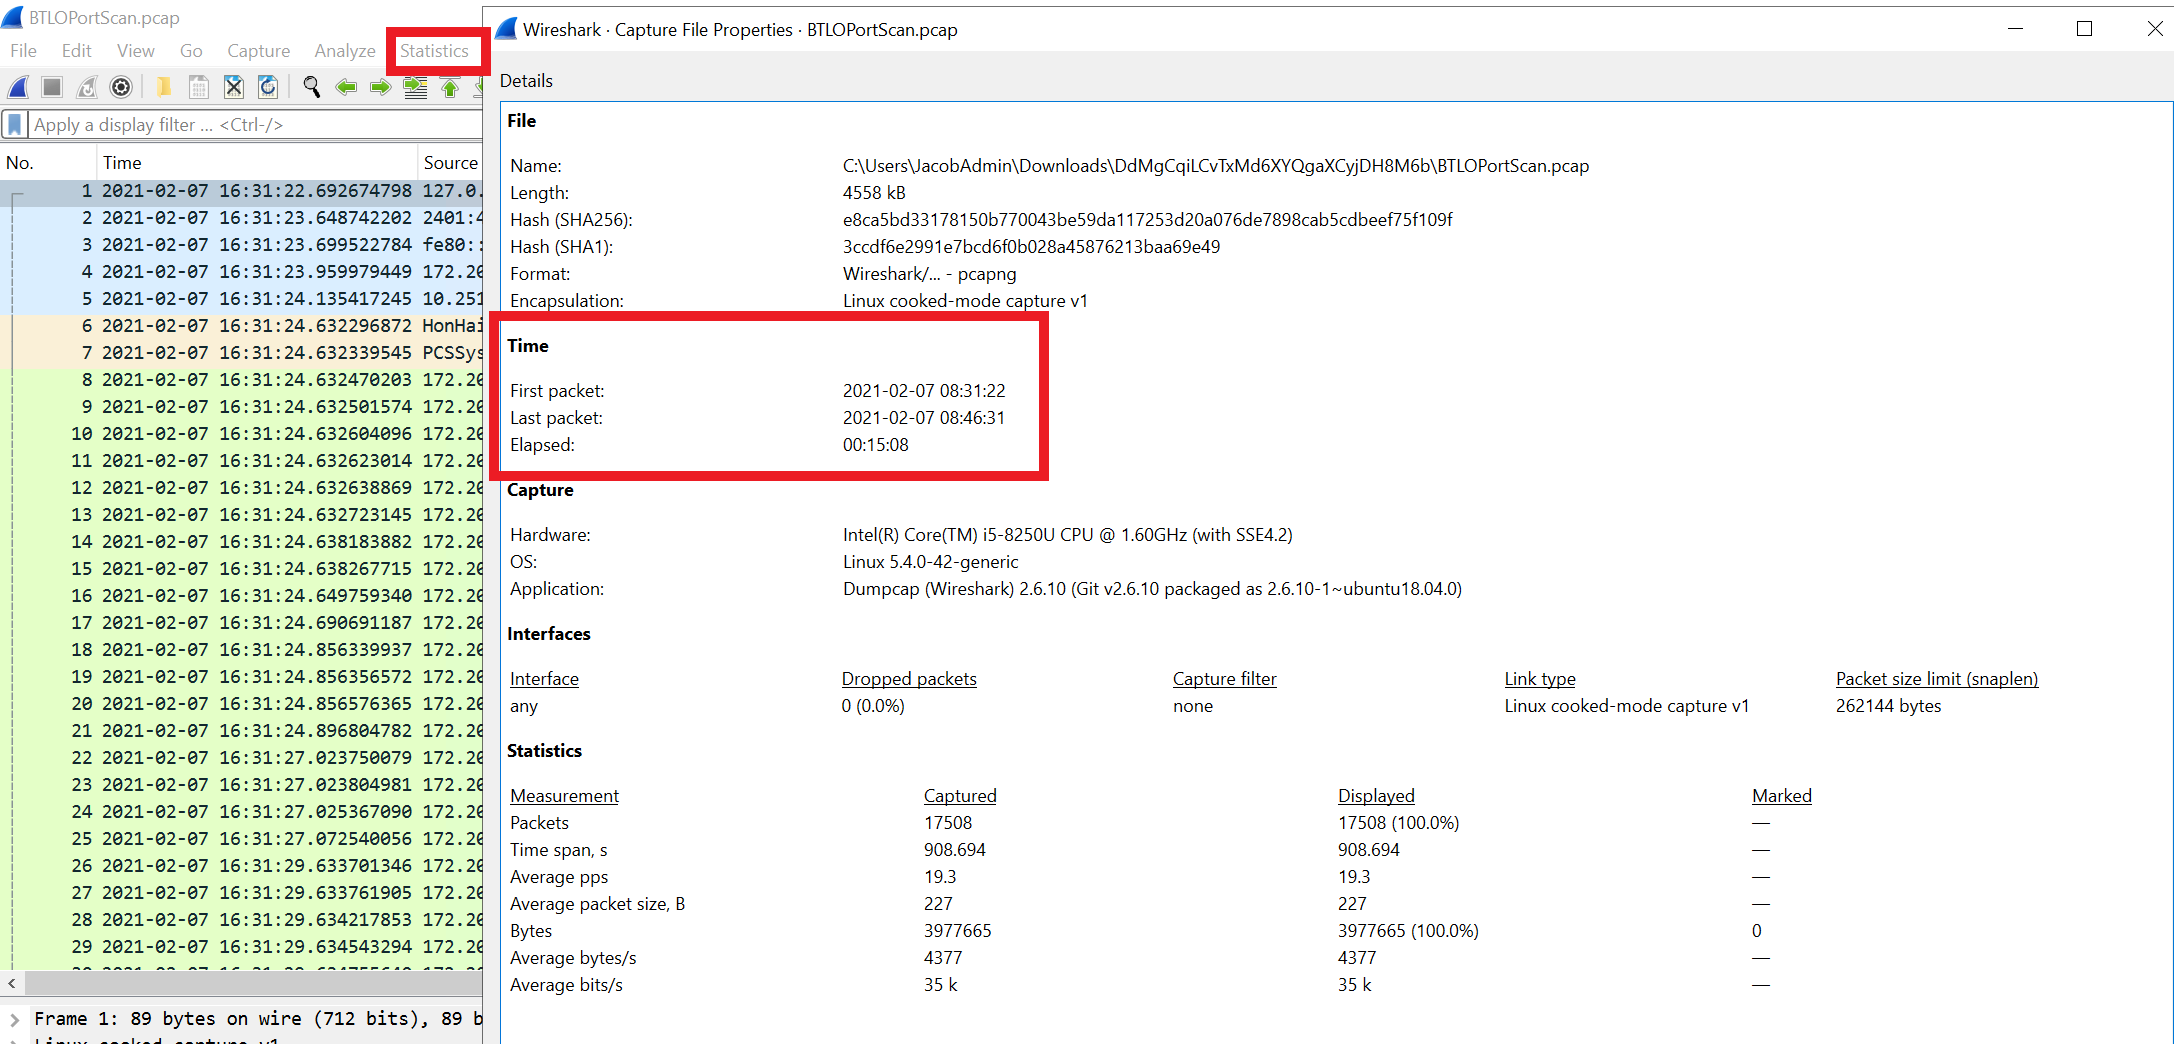 BTLOPortScan.pcap
File Edit View Go Capture Analyze Statistics
Apply a display filter ... <Ctrl-/>
No. Time Source
1 2021-02-07 16:31:22.692674798 127.0.
2 2021-02-07 16:31:23.648742202 2401:4
3 2021-02-07 16:31:23.699522784 fe80::
4 2021-02-07 16:31:23.959979449 172.20
5 2021-02-07 16:31:24.135417245 10.251
6 2021-02-07 16:31:24.632296872 HonHai
7 2021-02-07 16:31:24.632339545 PCSSys
8 2021-02-07 16:31:24.632470203 172.20
9 2021-02-07 16:31:24.632501574 172.20
10 2021-02-07 16:31:24.632604096 172.20
11 2021-02-07 16:31:24.632623014 172.20
12 2021-02-07 16:31:24.632638869 172.20
13 2021-02-07 16:31:24.632723145 172.20
14 2021-02-07 16:31:24.638183882 172.20
15 2021-02-07 16:31:24.638267715 172.20
16 2021-02-07 16:31:24.649759340 172.20
17 2021-02-07 16:31:24.690691187 172.20
18 2021-02-07 16:31:24.856339937 172.20
19 2021-02-07 16:31:24.856356572 172.20
20 2021-02-07 16:31:24.856576365 172.20
21 2021-02-07 16:31:24.896804782 172.20
22 2021-02-07 16:31:27.023750079 172.20
23 2021-02-07 16:31:27.023804981 172.20
24 2021-02-07 16:31:27.025367090 172.20
25 2021-02-07 16:31:27.072540056 172.20
26 2021-02-07 16:31:29.633701346 172.20
27 2021-02-07 16:31:29.633761905 172.20
28 2021-02-07 16:31:29.634217853 172.20
29 2021-02-07 16:31:29.634543294 172.20
Frame 1: 89 bytes on wire (712 bits), 89 b
Linux cooked capture v1
Wireshark · Capture File Properties · BTLOPortScan.pcap
Details
File
Name: C:\Users\JacobAdmin\Downloads\DdMgCqiLCvTxMd6XYQgaXCyjDH8M6b\BTLOPortScan.pcap
Length: 4558 kB
Hash (SHA256): e8ca5bd33178150b770043be59da117253d20a076de7898cab5cdbeef75f109f
Hash (SHA1): 3ccdf6e2991e7bcd6f0b028a45876213baa69e49
Format: Wireshark/... - pcapng
Encapsulation: Linux cooked-mode capture v1
Time
First packet: 2021-02-07 08:31:22
Last packet: 2021-02-07 08:46:31
Elapsed: 00:15:08
Capture
Hardware: Intel(R) Core(TM) i5-8250U CPU @ 1.60GHz (with SSE4.2)
OS: Linux 5.4.0-42-generic
Application: Dumpcap (Wireshark) 2.6.10 (Git v2.6.10 packaged as 2.6.10-1~ubuntu18.04.0)
Interfaces
Interface Dropped packets Capture filter Link type Packet size limit (snaplen)
any 0 (0.0%) none Linux cooked-mode capture v1 262144 bytes
Statistics
Measurement Captured Displayed Marked
Packets 17508 17508 (100.0%) —
Time span, s 908.694 908.694 —
Average pps 19.3 19.3 —
Average packet size, B 227 227 —
Bytes 3977665 3977665 (100.0%) 0
Average bytes/s 4377 4377 —
Average bits/s 35 k 35 k —